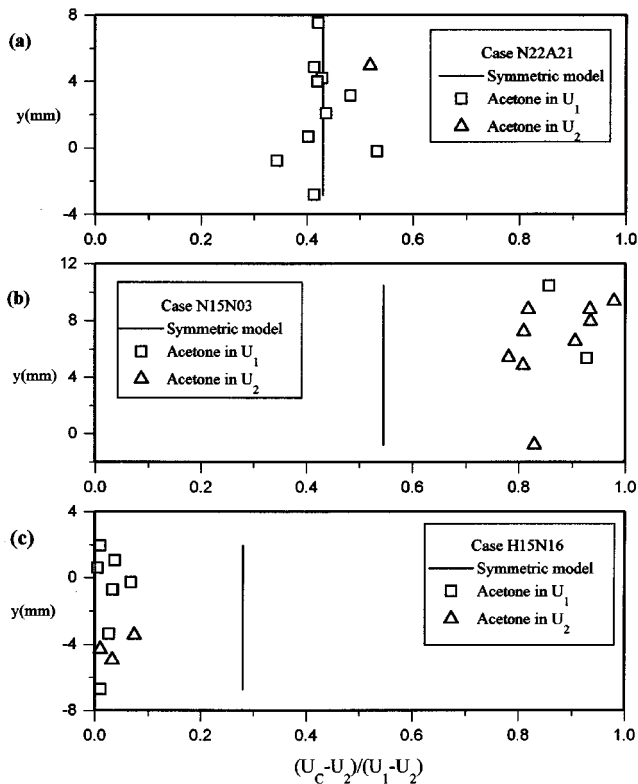 (a)
8
4
0
-4
y(mm)
Case N22A21
Symmetric model
Acetone in U1
Acetone in U2
0.0 0.2 0.4 0.6 0.8 1.0
(b)
12
8
4
0
y(mm)
Case N15N03
Symmetric model
Acetone in U1
Acetone in U2
0.0 0.2 0.4 0.6 0.8 1.0
(c)
4
0
-4
-8
y(mm)
Case H15N16
Symmetric model
Acetone in U1
Acetone in U2
0.0 0.2 0.4 0.6 0.8 1.0
(UC-U2)/(U1-U2)